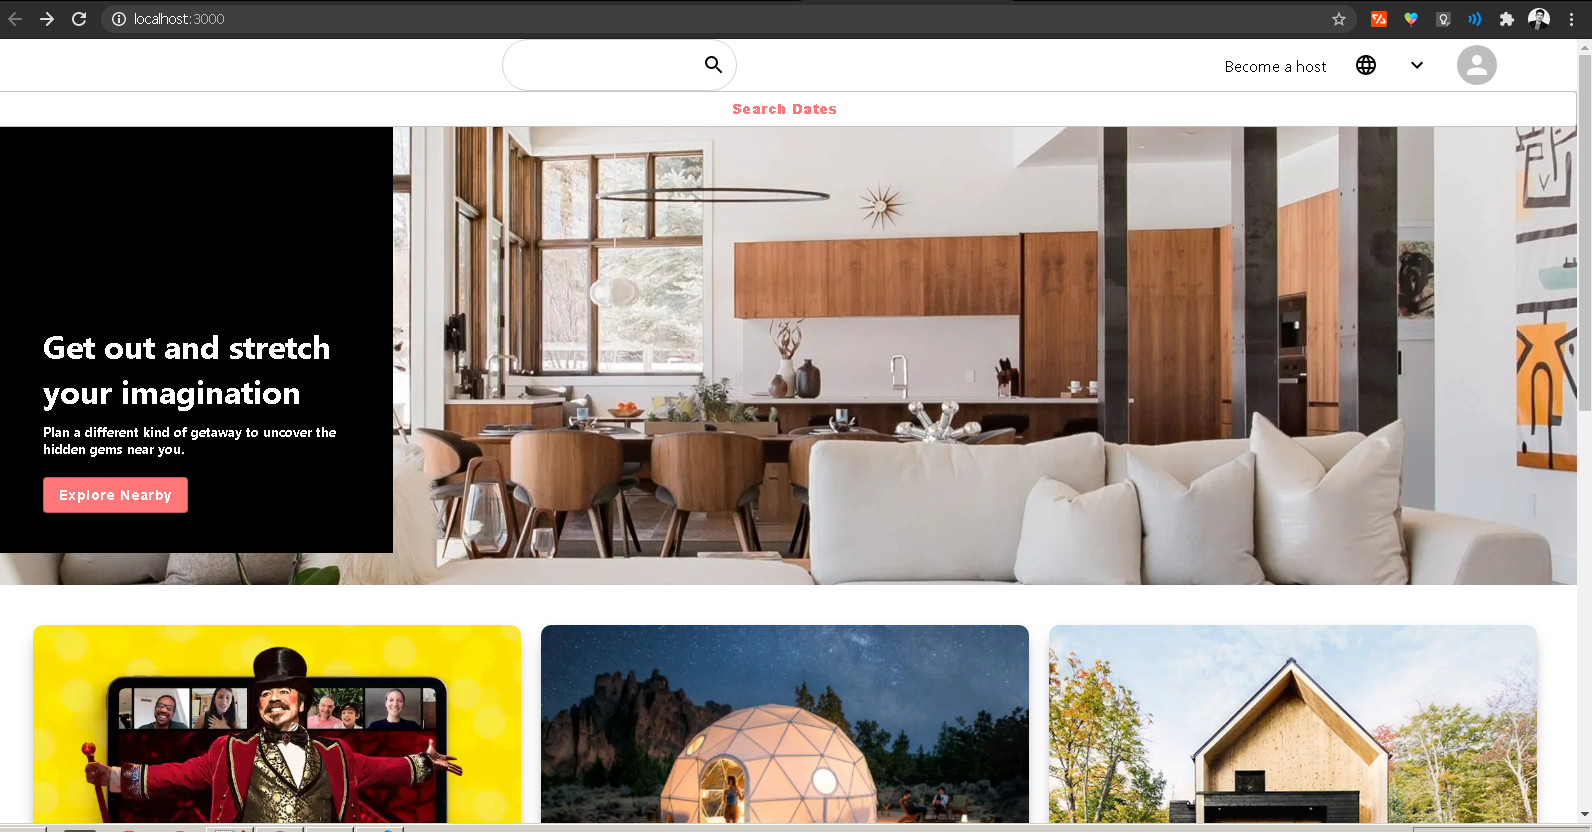 localhost:3000
Become a host
Search Dates
Get out and stretch
your imagination
Plan a different kind of getaway to uncover the
hidden gems near you.
Explore Nearby